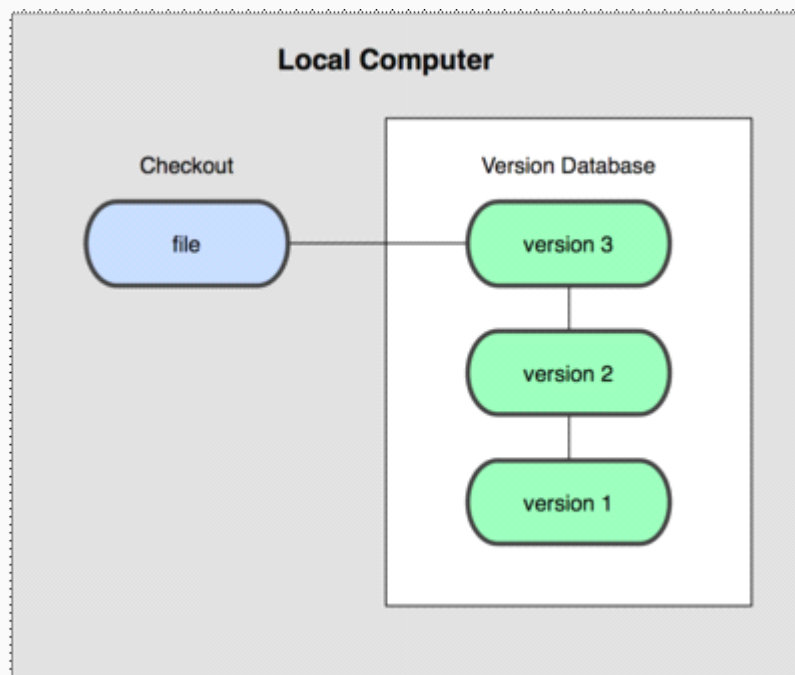 Local Computer
Checkout
Version Database
file
version 3
version 2
version 1